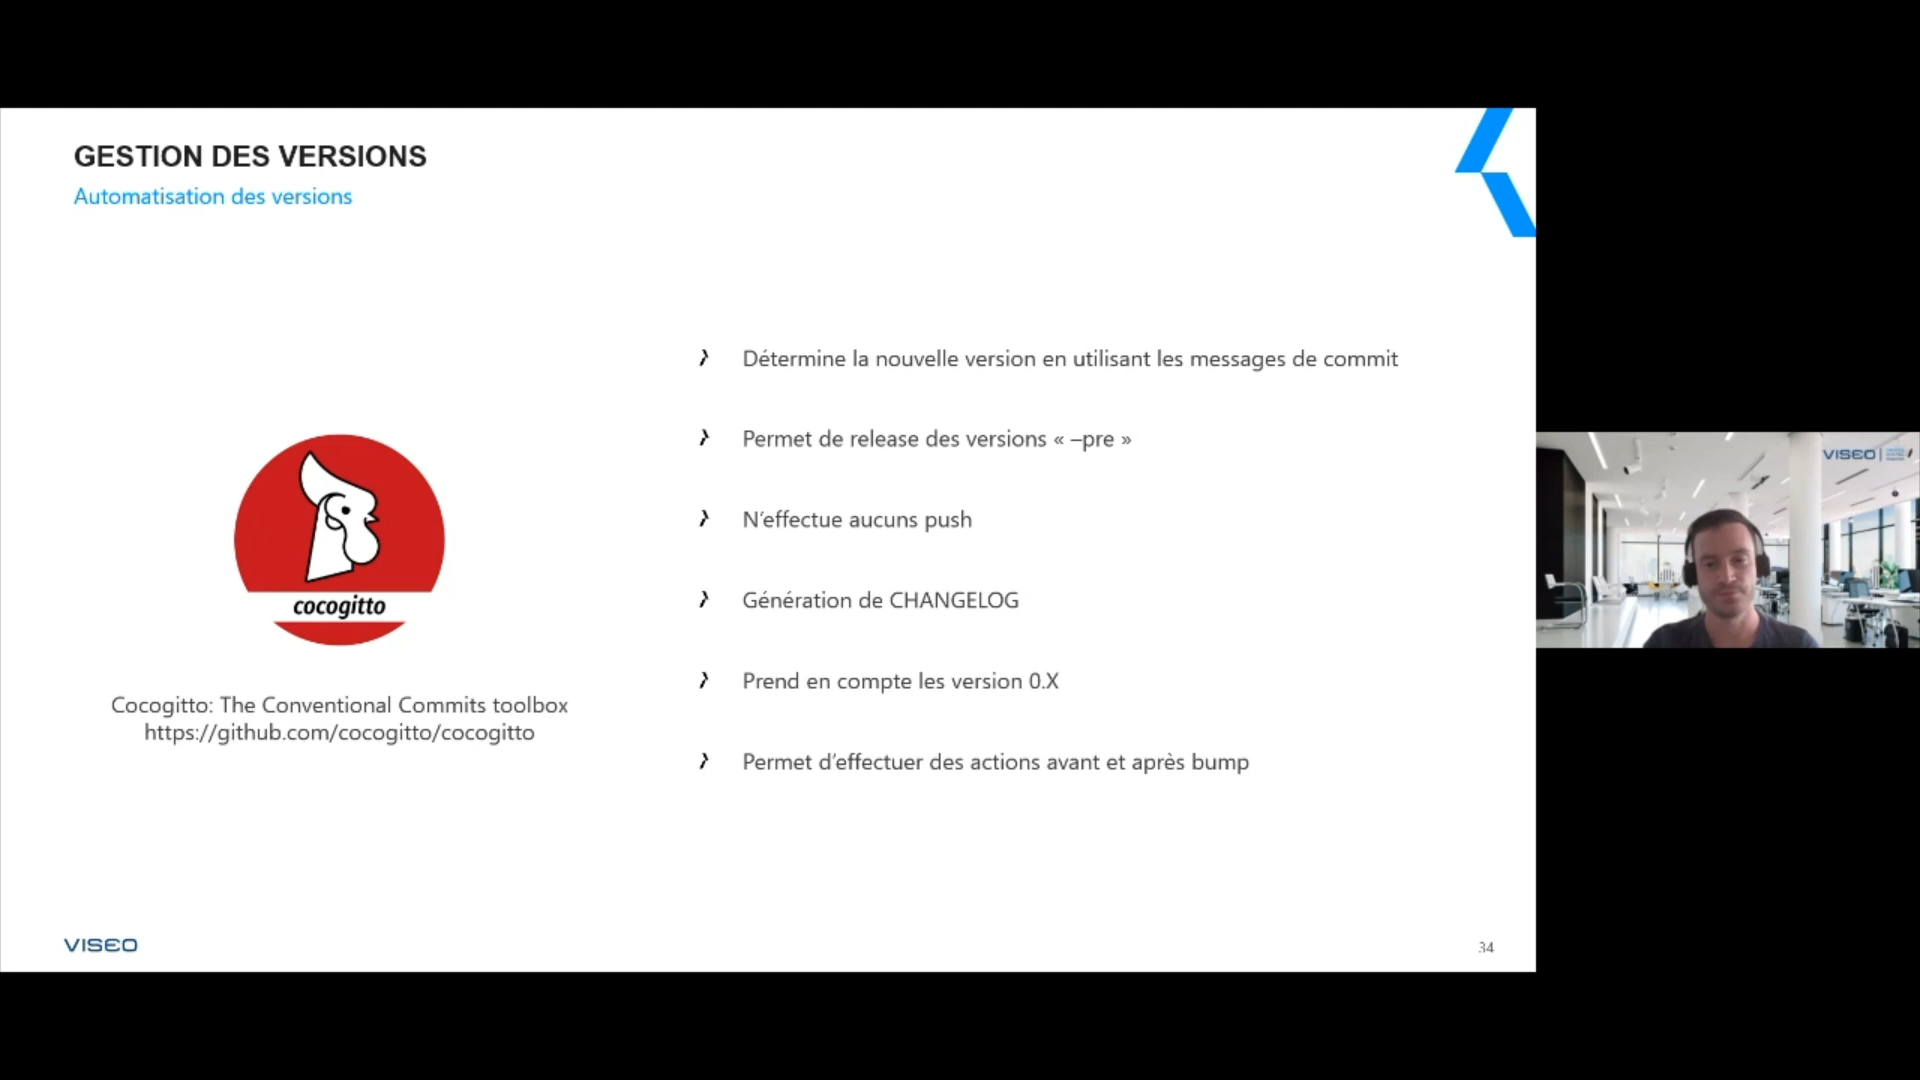 GESTION DES VERSIONS
Automatisation des versions
cocogitto
Cocogitto: The Conventional Commits toolbox
https://github.com/cocogitto/cocogitto
Détermine la nouvelle version en utilisant les messages de commit
Permet de release des versions « –pre »
N’effectue aucuns push
Génération de CHANGELOG
Prend en compte les version 0.X
Permet d’effectuer des actions avant et après bump
VISEO
34
VISEO